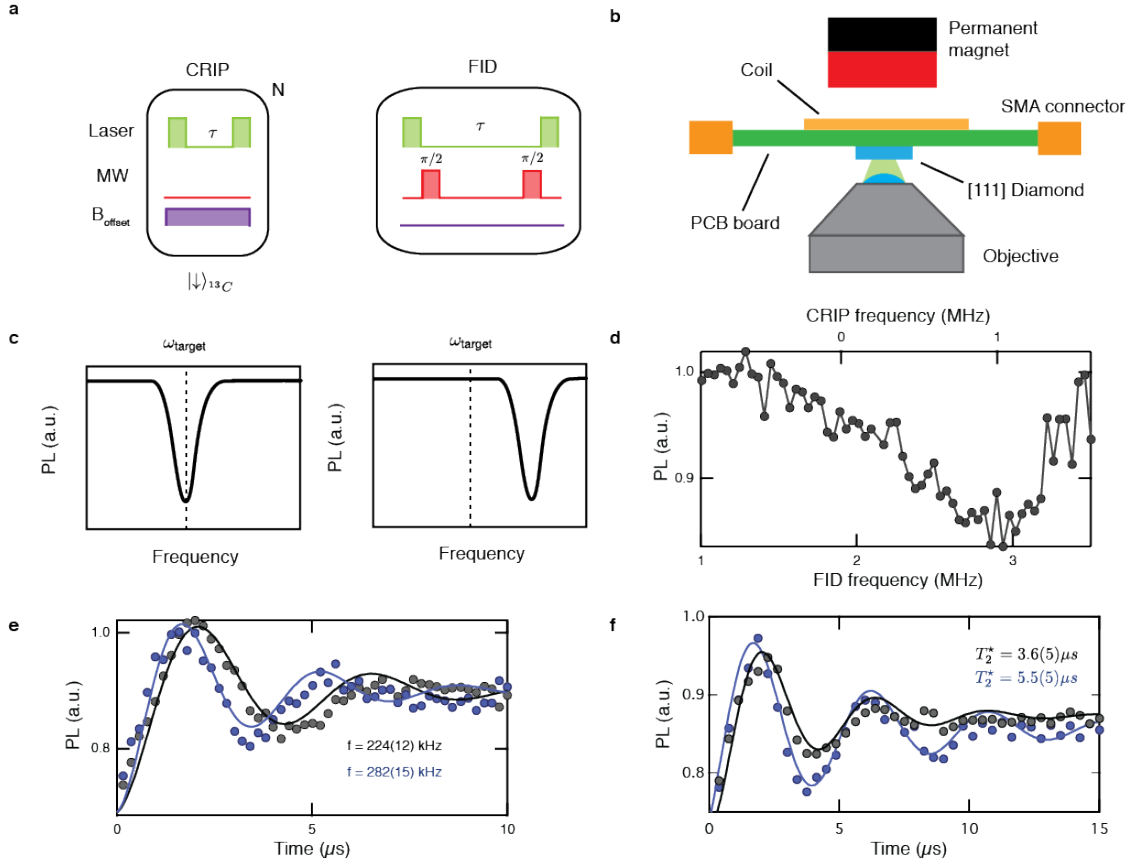 a
CRIP
N
FID
Laser
τ
τ
MW
π/2
π/2
B_offset
|↓⟩13C
b
Permanent
magnet
Coil
SMA connector
[111] Diamond
PCB board
Objective
c
ω_target
PL (a.u.)
Frequency
ω_target
PL (a.u.)
Frequency
d
CRIP frequency (MHz)
0
1
1.0
0.9
PL (a.u.)
1
2
3
FID frequency (MHz)
e
1.0
0.8
PL (a.u.)
f = 224(12) kHz
f = 282(15) kHz
0
5
10
Time (μs)
f
1.0
0.9
0.8
PL (a.u.)
T₂* = 3.6(5)μs
T₂* = 5.5(5)μs
0
5
10
15
Time (μs)